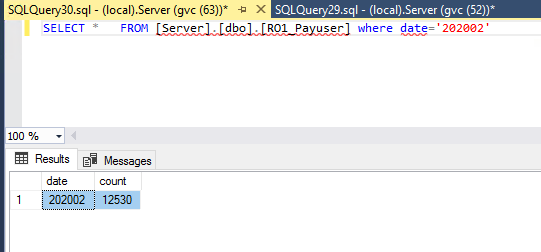 SQLQuery30.sql - (local).Server (gvc (63))*
SQLQuery29.sql - (local).Server (gvc (52))*
SELECT * FROM [Server].[dbo].[RO1_Payuser] where date='202002'
100 %
Results
Messages
date count
1 202002 12530